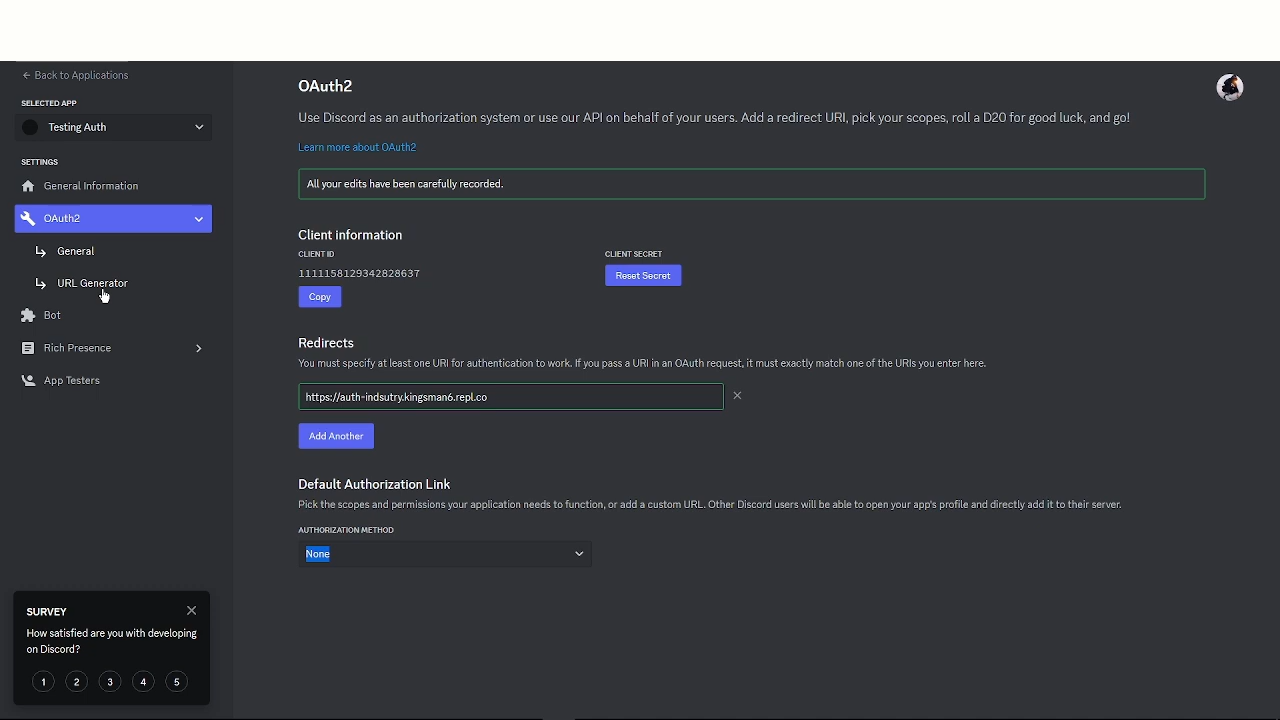 ← Back to Applications
SELECTED APP
Testing Auth
SETTINGS
General Information
OAuth2
General
URL Generator
Bot
Rich Presence
App Testers
SURVEY
How satisfied are you with developing
on Discord?
1 2 3 4 5
OAuth2
Use Discord as an authorization system or use our API on behalf of your users. Add a redirect URI, pick your scopes, roll a D20 for good luck, and go!
Learn more about OAuth2
All your edits have been carefully recorded.
Client information
CLIENT ID
1111158129342828637
Copy
CLIENT SECRET
Reset Secret
Redirects
You must specify at least one URI for authentication to work. If you pass a URI in an OAuth request, it must exactly match one of the URIs you enter here.
https://auth-indsutry.kingsman6.repl.co
Add Another
Default Authorization Link
Pick the scopes and permissions your application needs to function, or add a custom URL. Other Discord users will be able to open your app's profile and directly add it to their server.
AUTHORIZATION METHOD
None